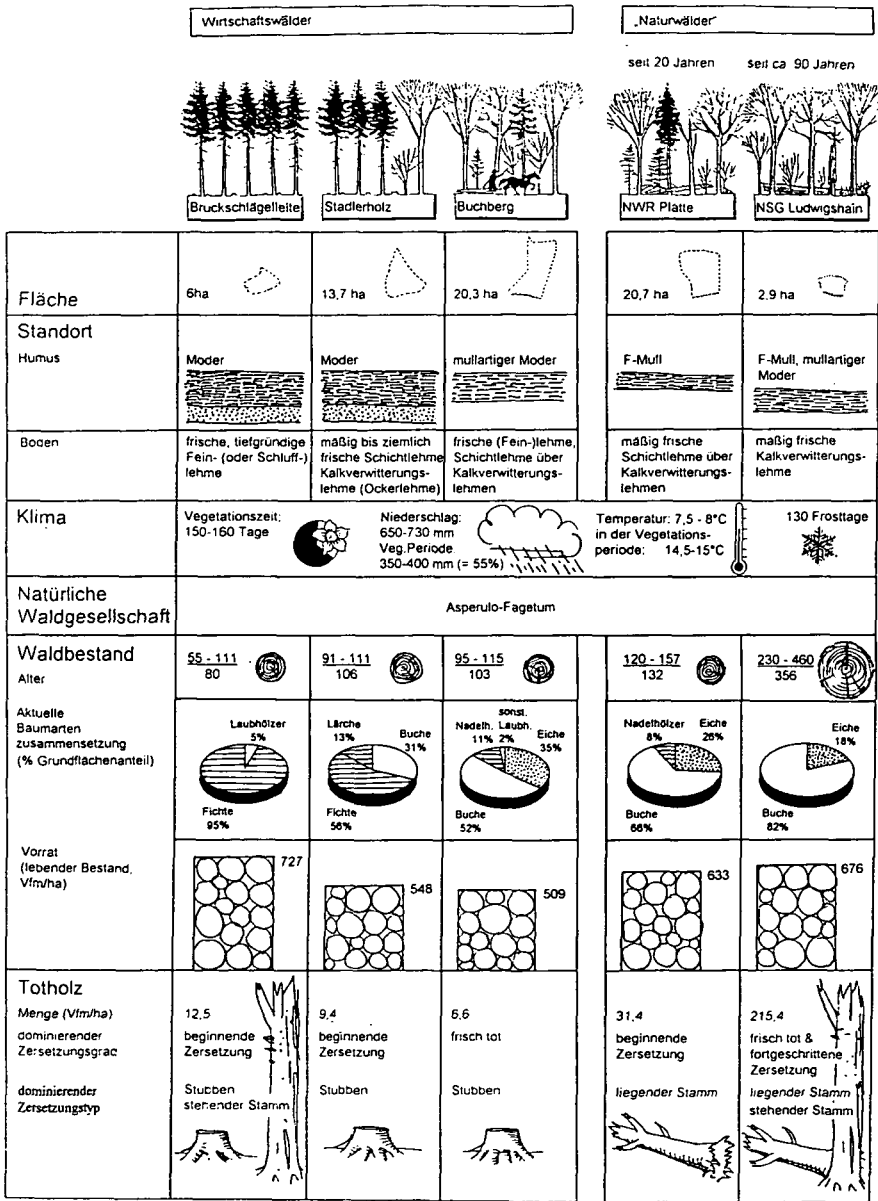 Wirtschaftswälder
„Naturwälder"
seit 20 Jahren
seit ca 90 Jahren
Bruckschlägelleite
Stadlerholz
Buchberg
NWR Platte
NSG Ludwigshain
Fläche
6ha
13,7 ha
20,3 ha
20,7 ha
2.9 ha
Standort
Humus
Moder
Moder
mullartiger Moder
F-Mull
F-Mull, mullartiger
Moder
Boden
frische, tiefgründige
Fein- (oder Schluff-)
lehme
mäßig bis ziemlich
frische Schichtlehme
Kalkverwitterungs-
lehme (Ockerlehme)
frische (Fein-)lehme,
Schichtlehme über
Kalkverwitterungs-
lehmen
mäßig frische
Schichtlehme über
Kalkverwitterungs-
lehmen
mäßig frische
Kalkverwitterungs-
lehme
Klima
Vegetationszeit:
150-160 Tage
Niederschlag:
650-730 mm
Veg.Periode
350-400 mm (= 55%)
Temperatur: 7,5 - 8°C
in der Vegetations-
periode: 14,5-15°C
130 Frosttage
Natürliche
Waldgesellschaft
Asperulo-Fagetum
Waldbestand
Alter
55 - 111
80
91 - 111
106
95 - 115
103
120 - 157
132
230 - 460
356
Aktuelle
Baumarten
zusammensetzung
(% Grundflächenanteil)
Laubhölzer
5%
Fichte
95%
Lärche
13%
Buche
31%
Fichte
56%
Nadelh.
11%
sonst.
Laubh.
2%
Eiche
35%
Buche
52%
Nadelhölzer
8%
Eiche
26%
Buche
66%
Eiche
18%
Buche
82%
Vorrat
(lebender Bestand,
Vfm/ha)
727
548
509
633
676
Totholz
Menge (Vfm/ha)
12,5
9,4
6,6
31,4
215,4
dominierender
Zersetzungsgrad
beginnende
Zersetzung
beginnende
Zersetzung
frisch tot
beginnende
Zersetzung
frisch tot &
fortgeschrittene
Zersetzung
dominierender
Zersetzungstyp
Stubben
stehender Stamm
Stubben
Stubben
liegender Stamm
liegender Stamm
stehender Stamm